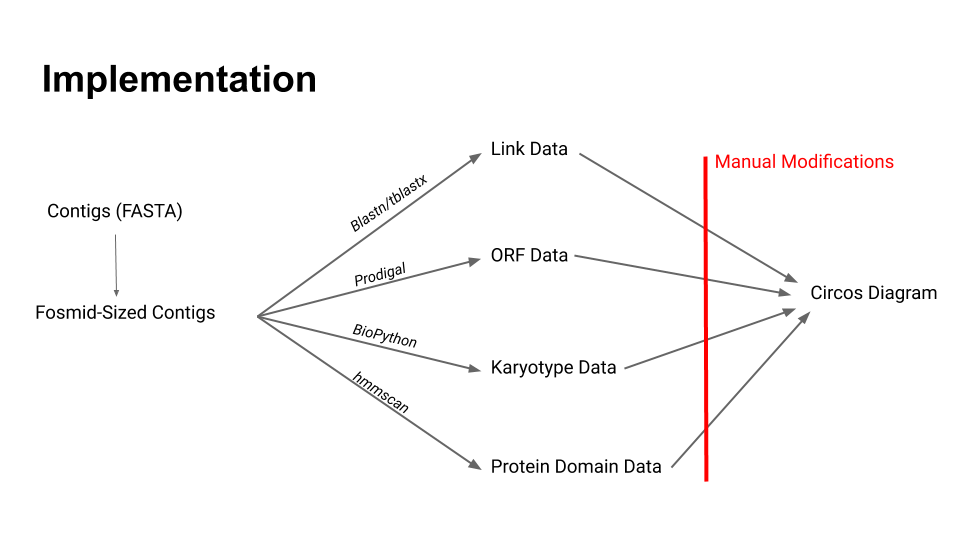 Implementation
Link Data
Manual Modifications
Blastn/tblastx
Contigs (FASTA)
ORF Data
Prodigal
Circos Diagram
Fosmid-Sized Contigs
BioPython
Karyotype Data
hmmscan
Protein Domain Data